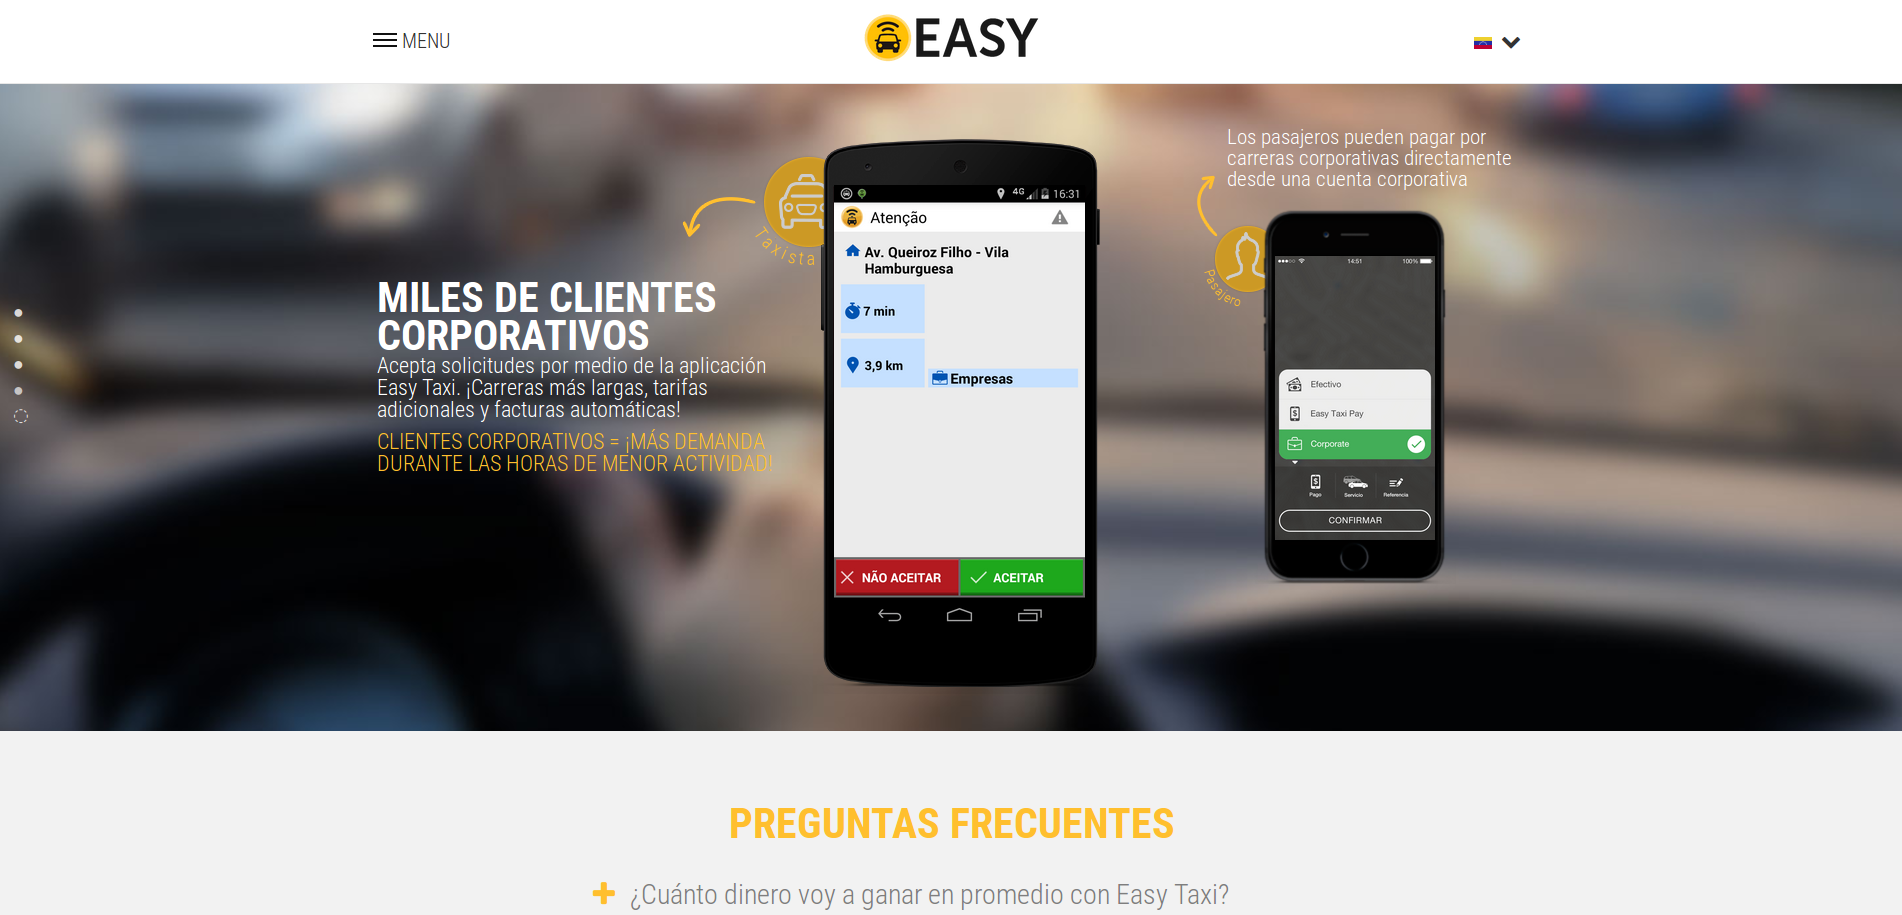 MENU
EASY
Los pasajeros pueden pagar por
carreras corporativas directamente
desde una cuenta corporativa
Taxista
Pasajero
MILES DE CLIENTES
CORPORATIVOS
Acepta solicitudes por medio de la aplicación
Easy Taxi. ¡Carreras más largas, tarifas
adicionales y facturas automáticas!
CLIENTES CORPORATIVOS = ¡MÁS DEMANDA
DURANTE LAS HORAS DE MENOR ACTIVIDAD!
4G 16:31
Atenção
Av. Queiroz Filho - Vila
Hamburguesa
7 min
3,9 km
Empresas
NÃO ACEITAR
ACEITAR
14:51 100%
Efectivo
Easy Taxi Pay
Corporate
Pago Servicio Referencia
CONFIRMAR
PREGUNTAS FRECUENTES
¿Cuánto dinero voy a ganar en promedio con Easy Taxi?